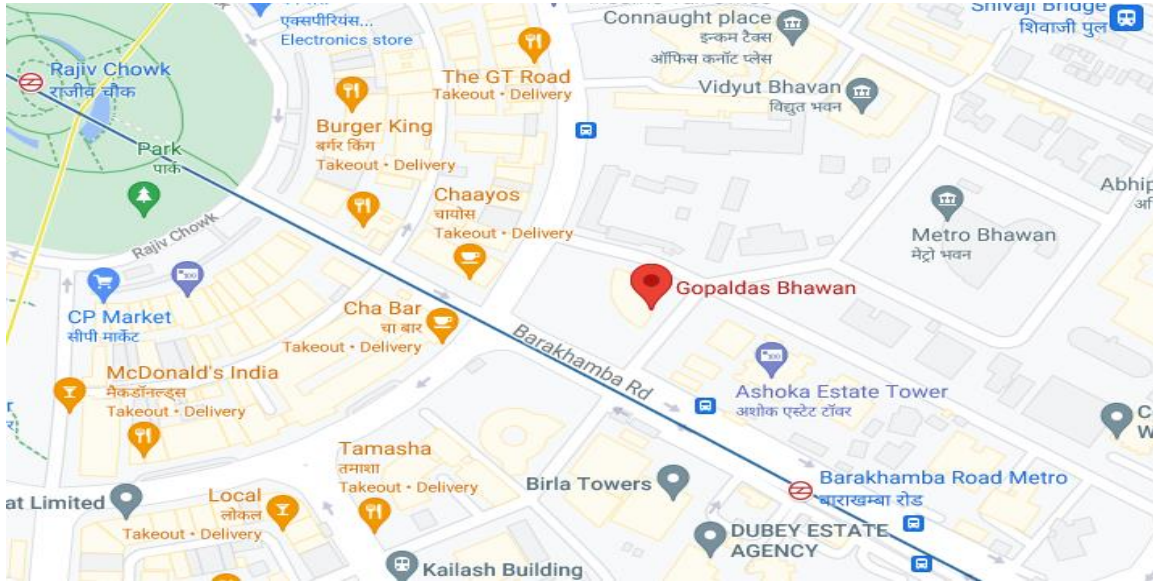 एक्सपीरियंस...
Electronics store
Connaught place
इन्कम टैक्स
ऑफिस कनॉट प्लेस
Shivaji Bridge
शिवाजी पुल
Rajiv Chowk
राजीव चौक
The GT Road
Takeout • Delivery
Vidyut Bhavan
विद्युत भवन
Burger King
बर्गर किंग
Takeout • Delivery
Park
पार्क
Chaayos
चायोस
Takeout • Delivery
Abhip
Rajiv Chowk
Metro Bhawan
मेट्रो भवन
Gopaldas Bhawan
CP Market
सीपी मार्केट
Cha Bar
चा बार
Takeout • Delivery
Barakhamba Rd
McDonald's India
मैकडॉनल्ड्स
Takeout • Delivery
Ashoka Estate Tower
अशोक एस्टेट टॉवर
Tamasha
तमाशा
Takeout • Delivery
Birla Towers
Barakhamba Road Metro
बाराखम्बा रोड
at Limited
Local
लोकल
Takeout • Delivery
DUBEY ESTATE
AGENCY
Kailash Building